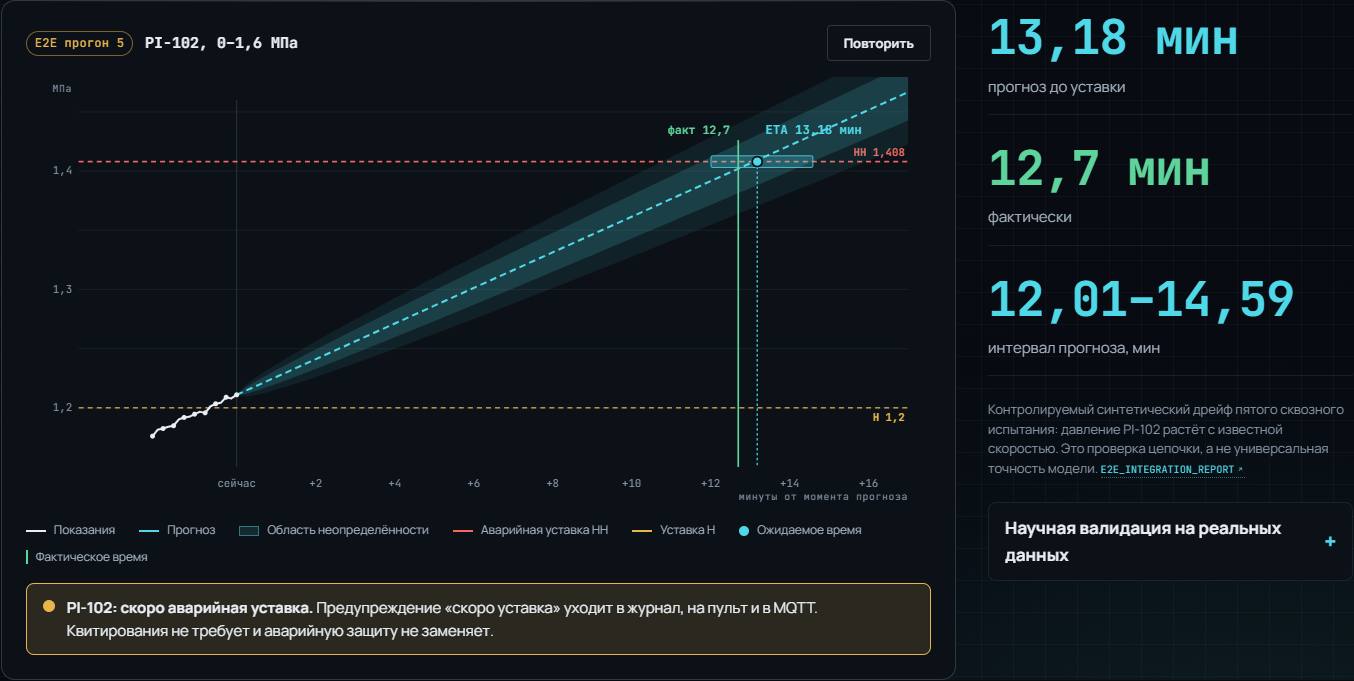 E2E прогон 5
PI-102, 0–1,6 МПа
Повторить
МПа
факт 12,7
ETA 13,18 мин
HH 1,408
1,4
1,3
1,2
H 1,2
сейчас
+2
+4
+6
+8
+10
+12
+14
+16
минуты от момента прогноза
Показания
Прогноз
Область неопределённости
Аварийная уставка HH
Уставка H
Ожидаемое время
Фактическое время
PI-102: скоро аварийная уставка. Предупреждение «скоро уставка» уходит в журнал, на пульт и в MQTT.
Квитирования не требует и аварийную защиту не заменяет.
13,18 мин
прогноз до уставки
12,7 мин
фактически
12,01–14,59
интервал прогноза, мин
Контролируемый синтетический дрейф пятого сквозного
испытания: давление PI-102 растёт с известной
скоростью. Это проверка цепочки, а не универсальная
точность модели. E2E_INTEGRATION_REPORT ↗
Научная валидация на реальных
данных
+